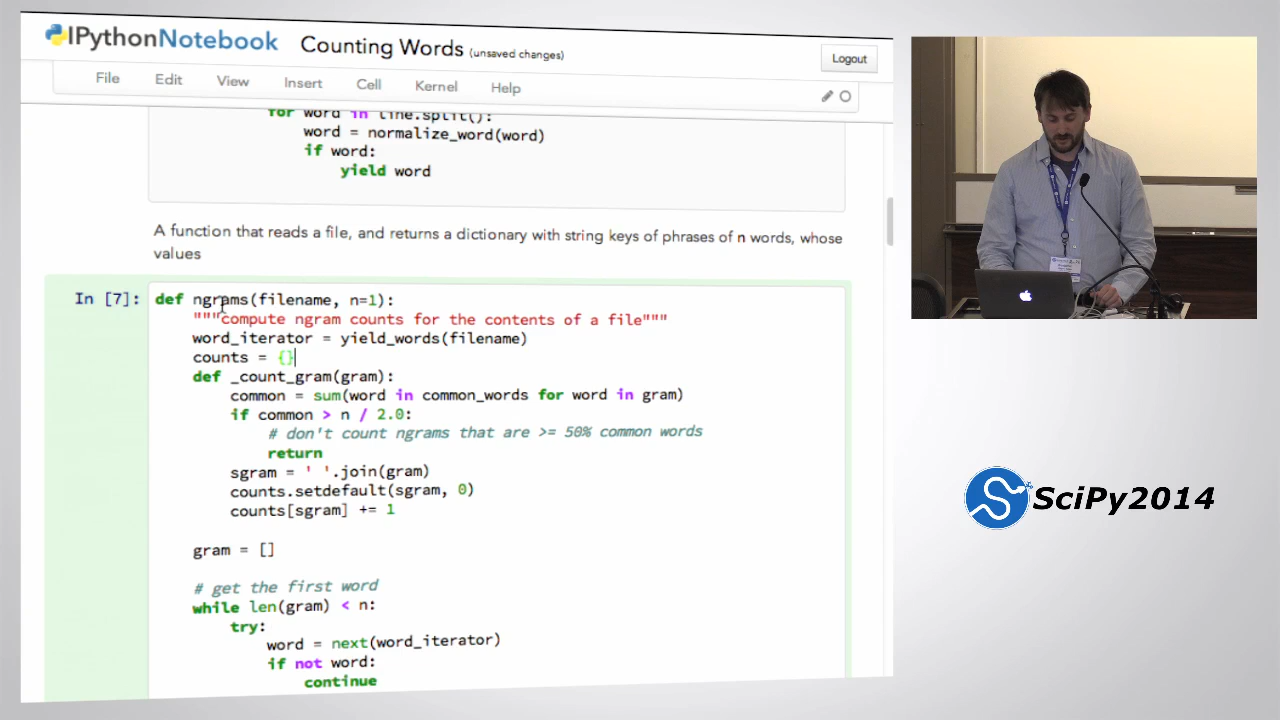 IPythonNotebook Counting Words (unsaved changes) Logout
File Edit View Insert Cell Kernel Help
for word in line.split():
word = normalize_word(word)
if word:
yield word
A function that reads a file, and returns a dictionary with string keys of phrases of n words, whose
values
In [7]: def ngrams(filename, n=1):
"""compute ngram counts for the contents of a file"""
word_iterator = yield_words(filename)
counts = {}
def _count_gram(gram):
common = sum(word in common_words for word in gram)
if common > n / 2.0:
# don't count ngrams that are >= 50% common words
return
sgram = ' '.join(gram)
counts.setdefault(sgram, 0)
counts[sgram] += 1
gram = []
# get the first word
while len(gram) < n:
try:
word = next(word_iterator)
if not word:
continue
SciPy2014